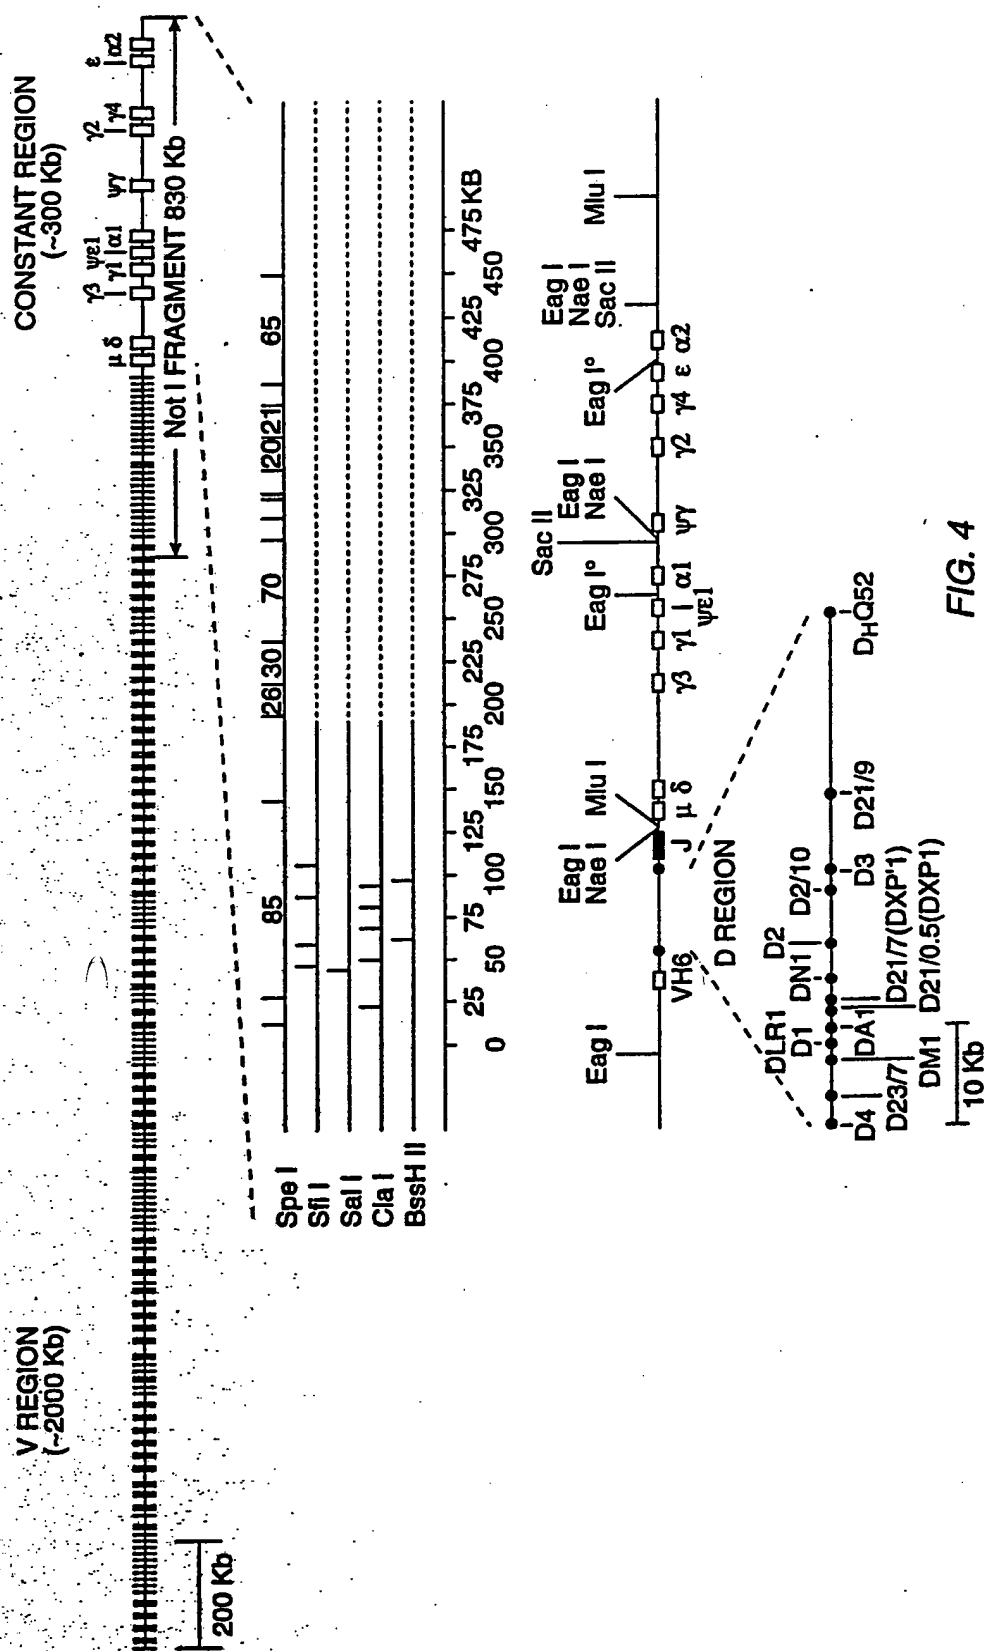 V REGION
(~2000 Kb)
CONSTANT REGION
(~300 Kb)
μ δ
γ3 γ1 ψε1 α1
ψγ
γ2 γ4
ε α2
200 Kb
Not I FRAGMENT 830 Kb
Spe I
85
26 30
70
20 21
65
Sfi I
Sal I
Cla I
BssH II
0 25 50 75 100 125 150 175 200 225 250 275 300 325 350 375 400 425 450 475 KB
Eag I
Eag I
Nae I
Mlu I
Eag I°
Sac II
Eag I
Nae I
Eag I°
Eag I
Nae I
Sac II
Mlu I
VH6
J
μ δ
γ3
γ1
ψε1
α1
ψγ
γ2
γ4
ε α2
D REGION
DLR1
D1
DN1
D2
D2/10
D4
D23/7
DM1
DA1
D21/7(DXP'1)
D21/0.5(DXP1)
D3
D21/9
DHQ52
10 Kb
FIG. 4